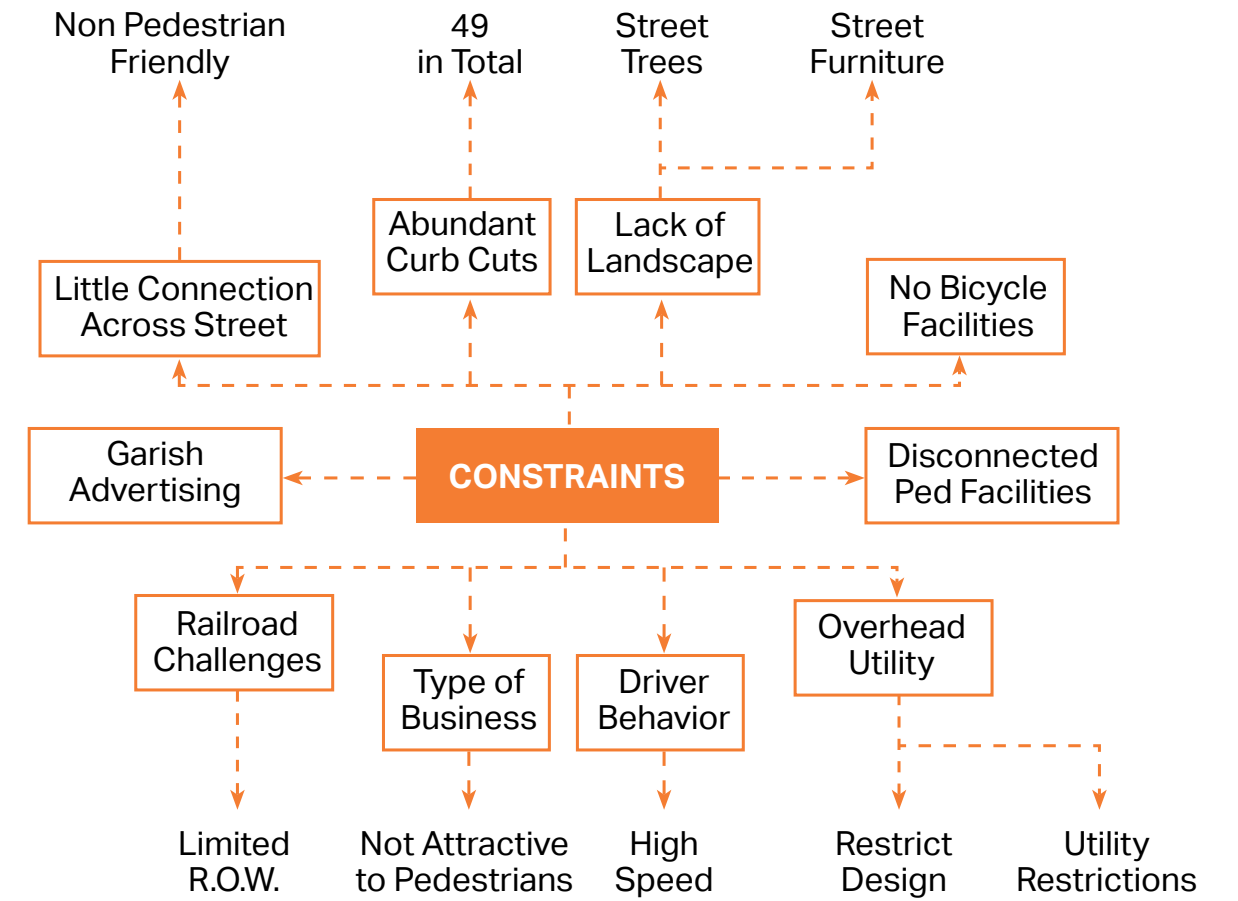 Non Pedestrian
Friendly
49
in Total
Street
Trees
Street
Furniture
Abundant
Curb Cuts
Lack of
Landscape
Little Connection
Across Street
No Bicycle
Facilities
Garish
Advertising
CONSTRAINTS
Disconnected
Ped Facilities
Railroad
Challenges
Type of
Business
Driver
Behavior
Overhead
Utility
Limited
R.O.W.
Not Attractive
to Pedestrians
High
Speed
Restrict
Design
Utility
Restrictions